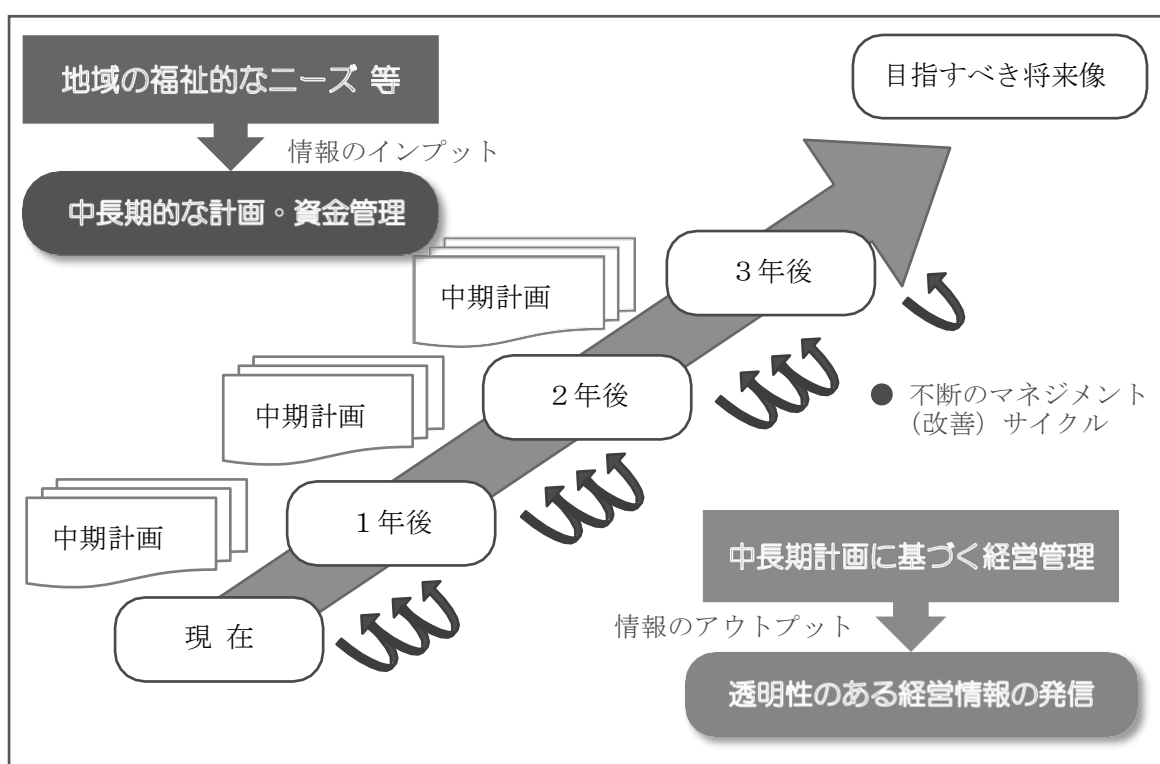 地域の福祉的なニーズ 等
目指すべき将来像
情報のインプット
中長期的な計画・資金管理
中期計画
３年後
中期計画
２年後
● 不断のマネジメント
（改善）サイクル
中期計画
１年後
中長期計画に基づく経営管理
現 在
情報のアウトプット
透明性のある経営情報の発信